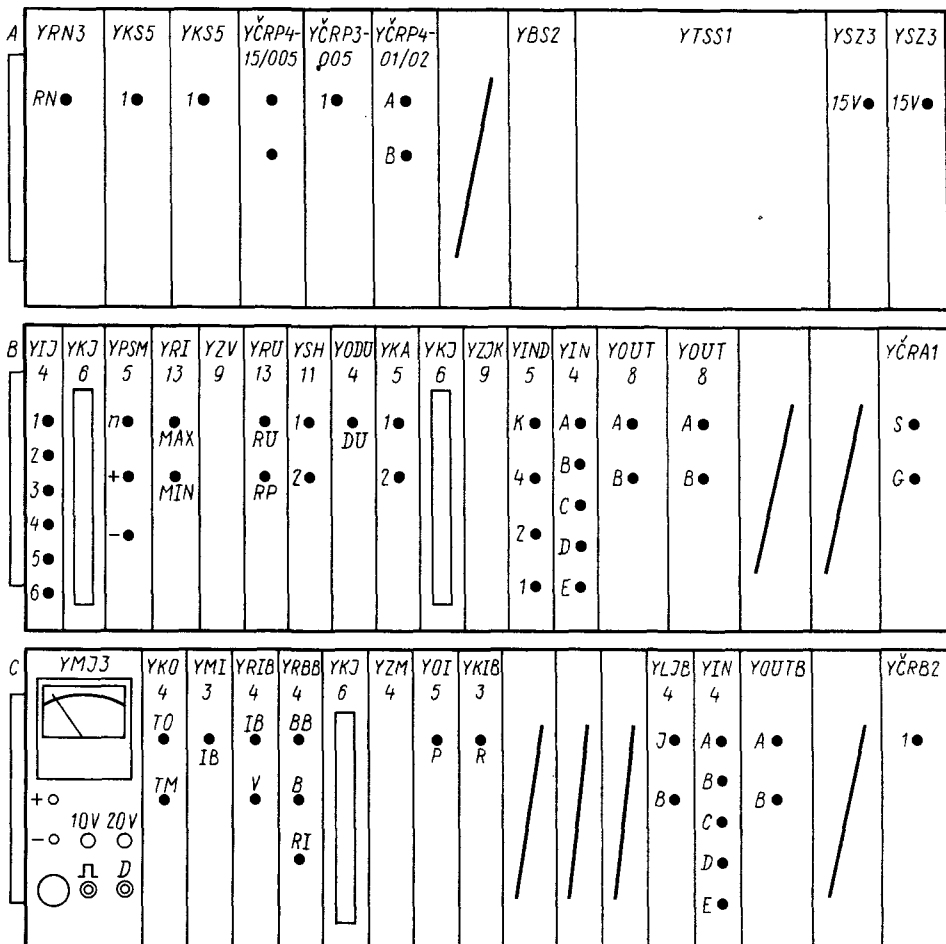 A YRN3 YKS5 YKS5 YČRP4- YČRP3- YČRP4- YBS2 YTSS1 YSZ3 YSZ3
15/005 005 01/02
RN 1 1 1 A 15V 15V
B
B YIJ YKJ YPSM YRI YZV YRU YSH YODU YKA YKJ YZJK YIND YIN YOUT YOUT YČRA1
4 6 5 13 9 13 11 4 5 6 9 5 4 8 8
1 n MAX RU 1 DU 1 K A A A S
2 + MIN RP 2 2 4 B B B G
3 C
4 - 2 D
5
6 1 E
C YMJ3 YKO YMI YRIB YRBB YKJ YZM YOI YKIB YLJB YIN YOUTB YČRB2
4 3 4 4 6 4 5 3 4 4
TO IB IB BB P R J A A 1
TM V B B B B
+ C
- 10V 20V RI D
D E